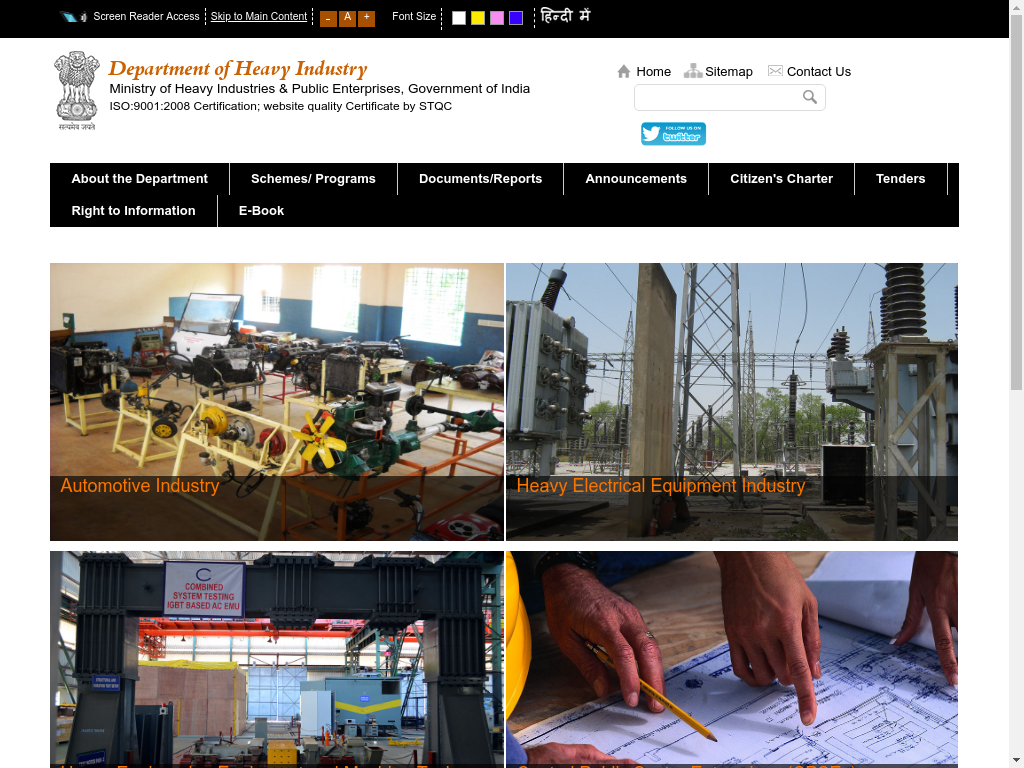 Screen Reader Access
Skip to Main Content
- A +
Font Size
हिन्दी में
Department of Heavy Industry
Ministry of Heavy Industries & Public Enterprises, Government of India
ISO:9001:2008 Certification; website quality Certificate by STQC
सत्यमेव जयते
Home Sitemap Contact Us
FOLLOW US ON
twitter
About the Department Schemes/ Programs Documents/Reports Announcements Citizen's Charter Tenders
Right to Information E-Book
Automotive Industry
Heavy Electrical Equipment Industry
COMBINED
SYSTEM TESTING
IGBT BASED AC EMU